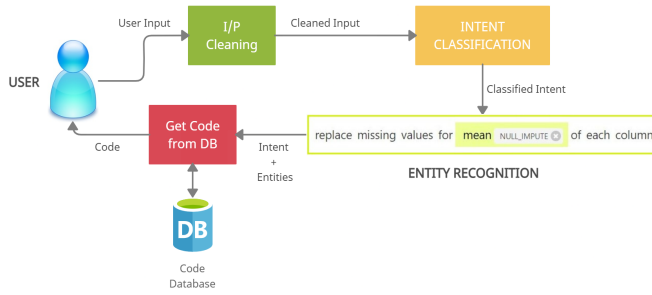 User Input
I/P
Cleaning
Cleaned Input
INTENT
CLASSIFICATION
USER
Classified Intent
Get Code
from DB
Code
Intent
+
Entities
replace missing values for mean NULL_IMPUTE of each column
ENTITY RECOGNITION
DB
Code
Database